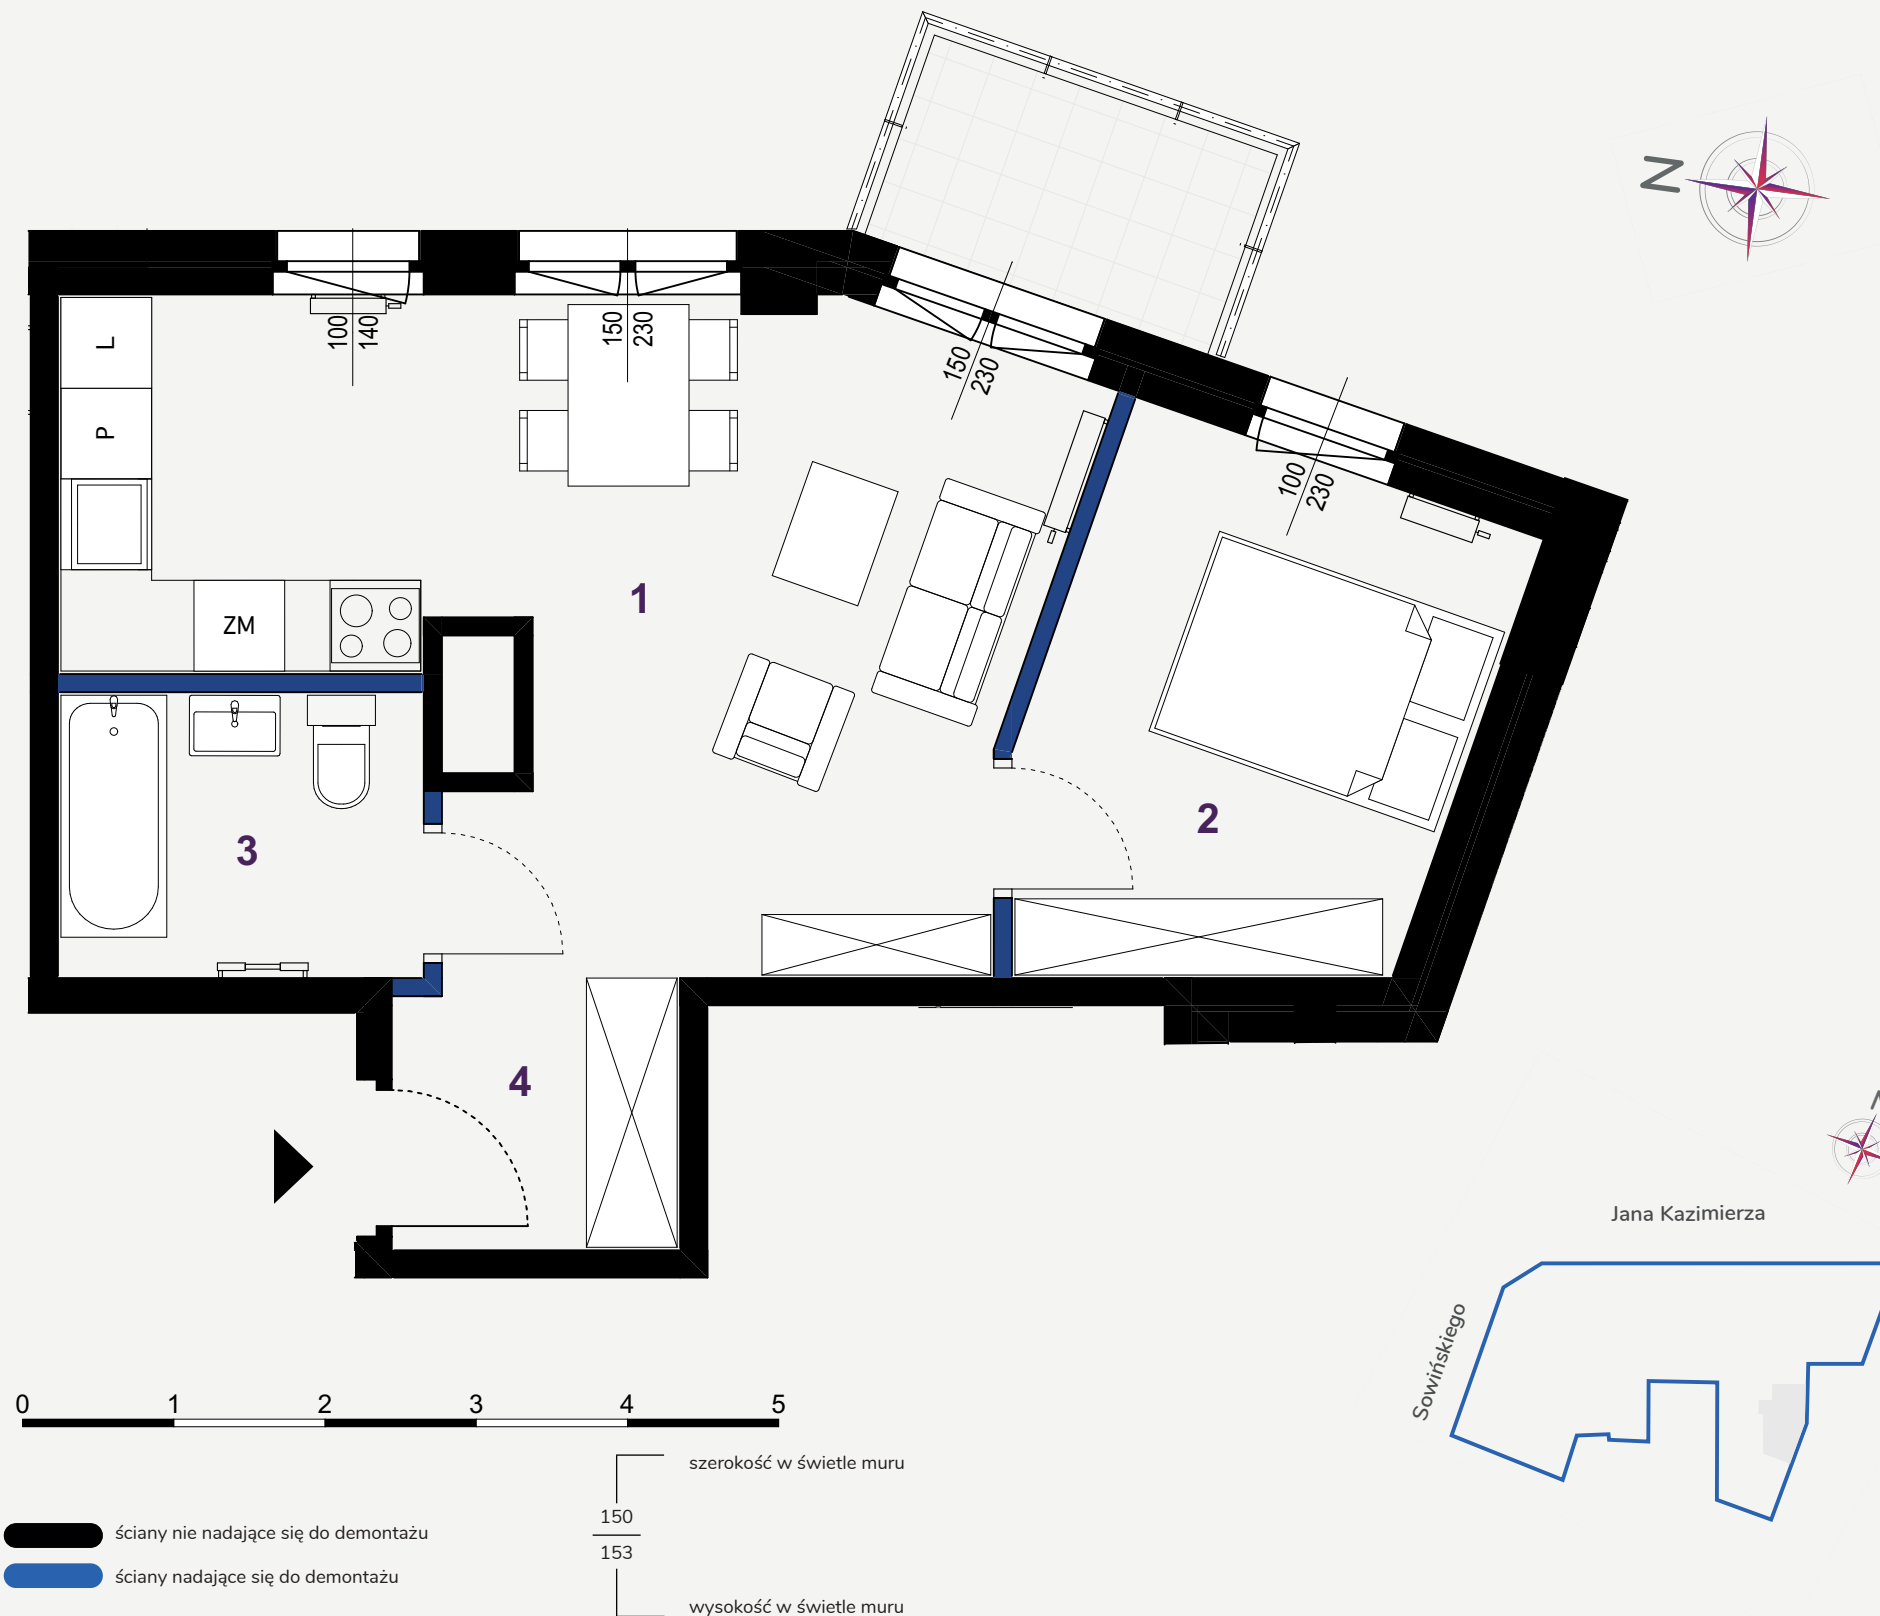 N
100
140
150
230
150
230
100
230
L
P
ZM
1
2
3
4
N
Jana Kazimierza
Sowińskiego
0 1 2 3 4 5
szerokość w świetle muru
150
153
wysokość w świetle muru
ściany nie nadające się do demontażu
ściany nadające się do demontażu